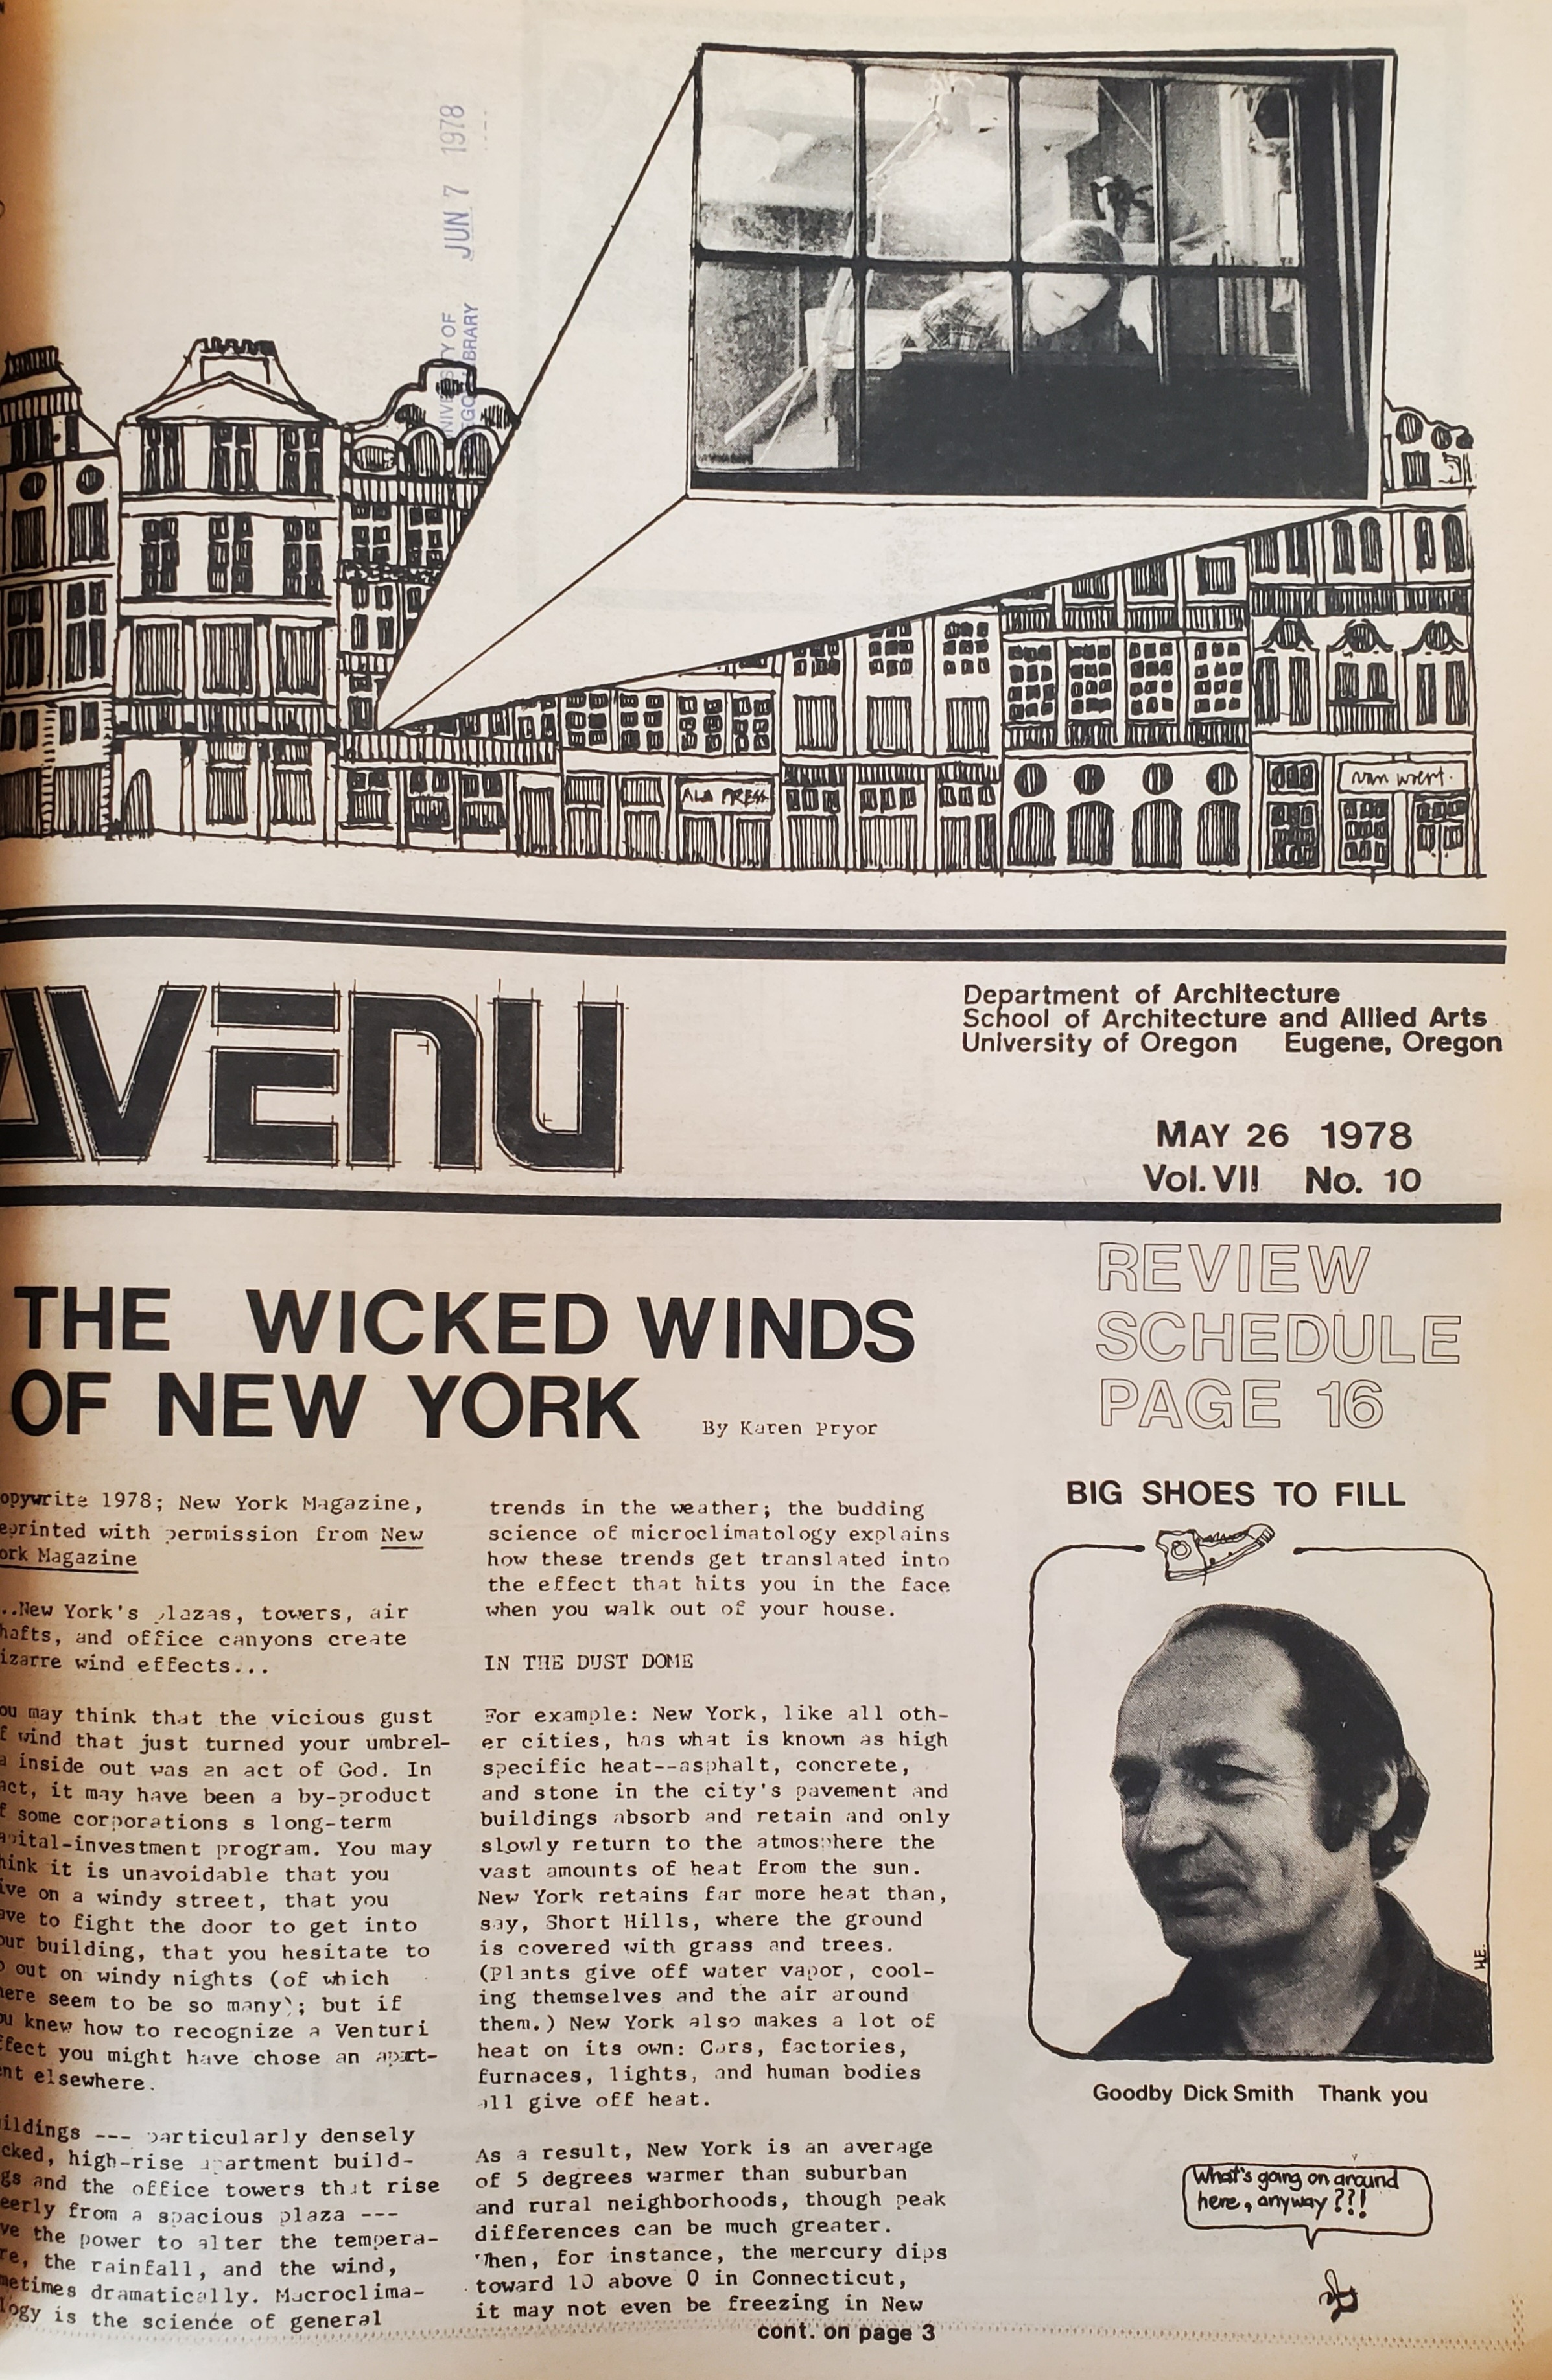 JUN 7 1978
ALA PRESS
van wient.
AVENU
Department of Architecture
School of Architecture and Allied Arts
University of Oregon Eugene, Oregon
MAY 26 1978
Vol. VII No. 10
THE WICKED WINDS
OF NEW YORK
By Karen Pryor
opywrite 1978; New York Magazine,
eprinted with permission from New
ork Magazine
..New York's plazas, towers, air
hafts, and office canyons create
izarre wind effects...
ou may think that the vicious gust
f wind that just turned your umbrel-
a inside out was an act of God. In
act, it may have been a by-product
f some corporations s long-term
apital-investment program. You may
hink it is unavoidable that you
ive on a windy street, that you
ave to fight the door to get into
our building, that you hesitate to
o out on windy nights (of which
here seem to be so many); but if
ou knew how to recognize a Venturi
ffect you might have chose an apart-
ent elsewhere.
ildings --- particularly densely
cked, high-rise apartment build-
gs and the office towers that rise
eerly from a spacious plaza ---
ve the power to alter the tempera-
re, the rainfall, and the wind,
metimes dramatically. Macroclima-
logy is the science of general
trends in the weather; the budding
science of microclimatology explains
how these trends get translated into
the effect that hits you in the face
when you walk out of your house.
IN THE DUST DOME
For example: New York, like all oth-
er cities, has what is known as high
specific heat--asphalt, concrete,
and stone in the city's pavement and
buildings absorb and retain and only
slowly return to the atmosphere the
vast amounts of heat from the sun.
New York retains far more heat than,
say, Short Hills, where the ground
is covered with grass and trees.
(Plants give off water vapor, cool-
ing themselves and the air around
them.) New York also makes a lot of
heat on its own: Cars, factories,
furnaces, lights, and human bodies
all give off heat.
As a result, New York is an average
of 5 degrees warmer than suburban
and rural neighborhoods, though peak
differences can be much greater.
When, for instance, the mercury dips
toward 10 above 0 in Connecticut,
it may not even be freezing in New
cont. on page 3
REVIEW
SCHEDULE
PAGE 16
BIG SHOES TO FILL
H.E.
Goodby Dick Smith Thank you
What's going on around
here, anyway??!